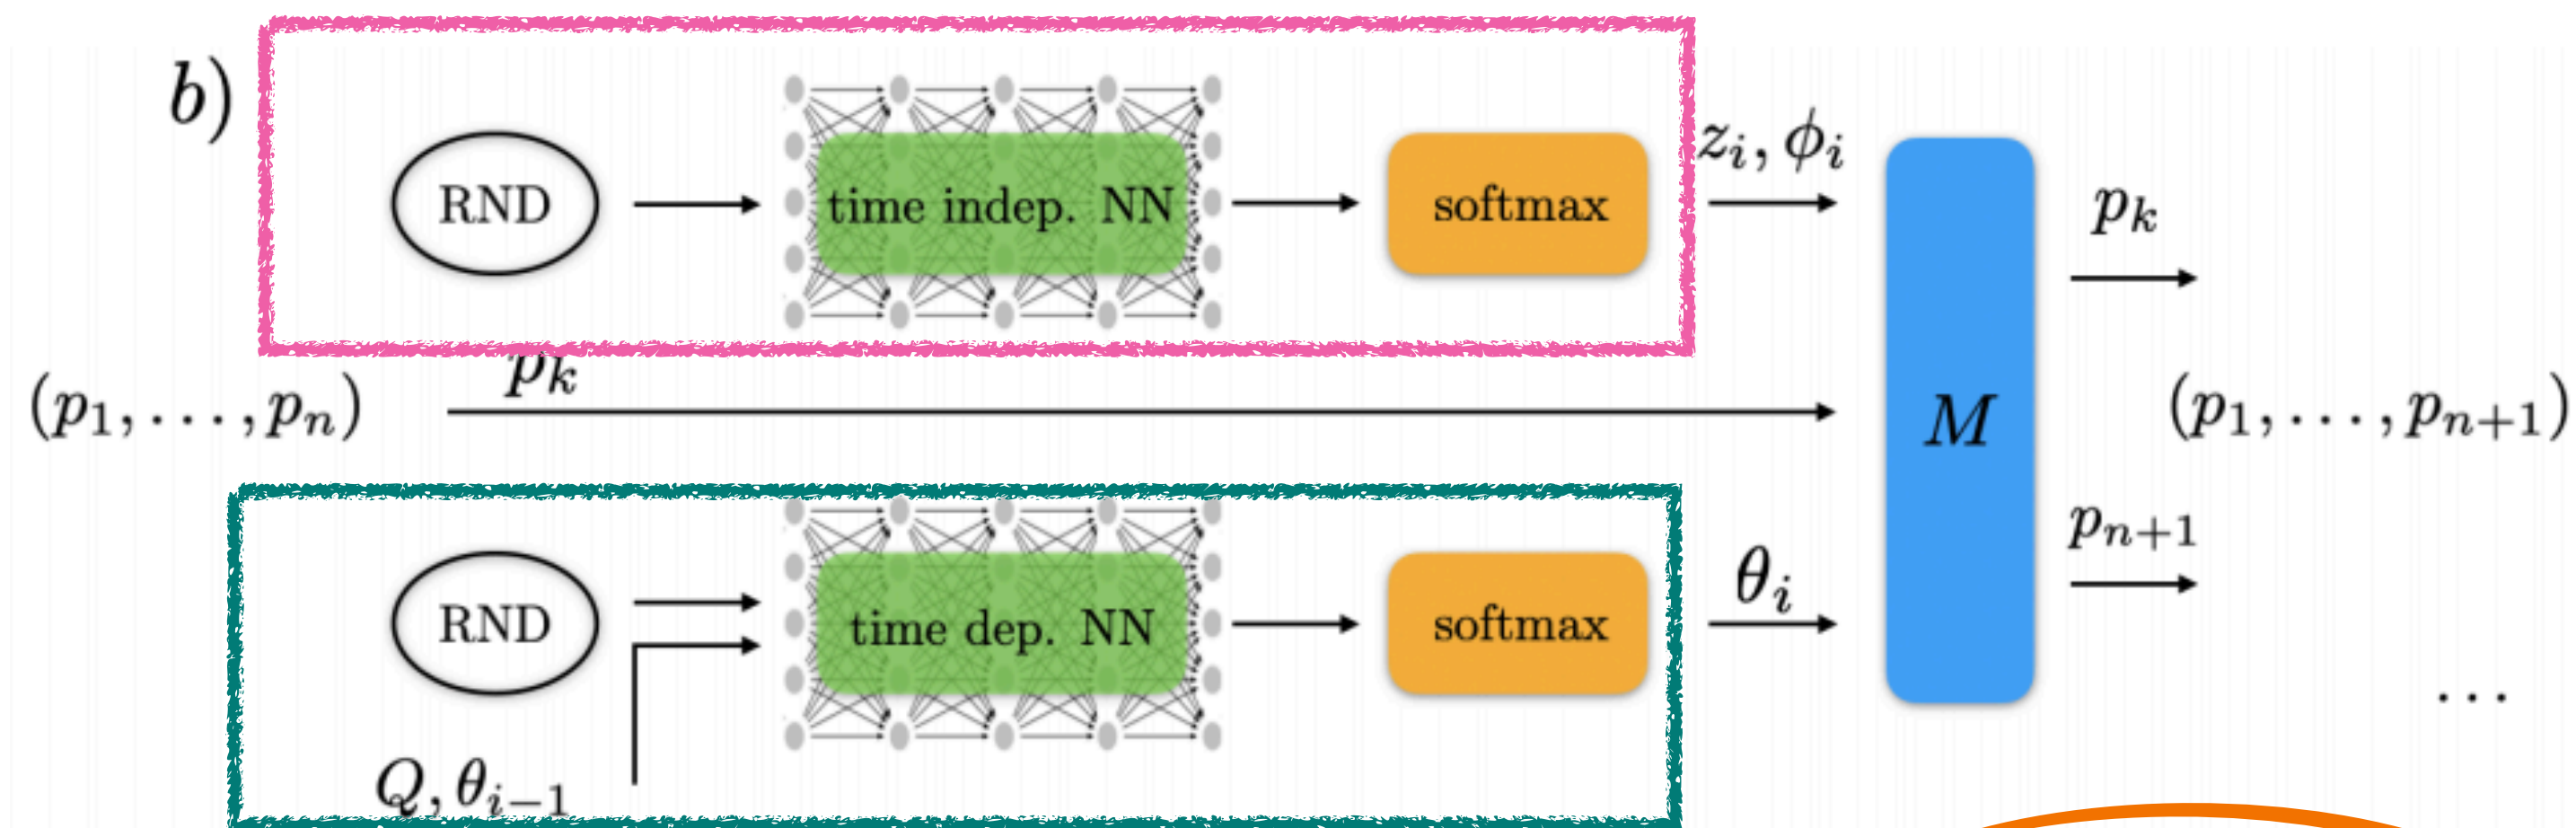 b)
RND
time indep. NN
softmax
z_i, ϕ_i
p_k
p_k
(p_1, . . . , p_n)
M
(p_1, . . . , p_{n+1})
p_{n+1}
RND
time dep. NN
softmax
θ_i
Q, θ_{i−1}
. . .